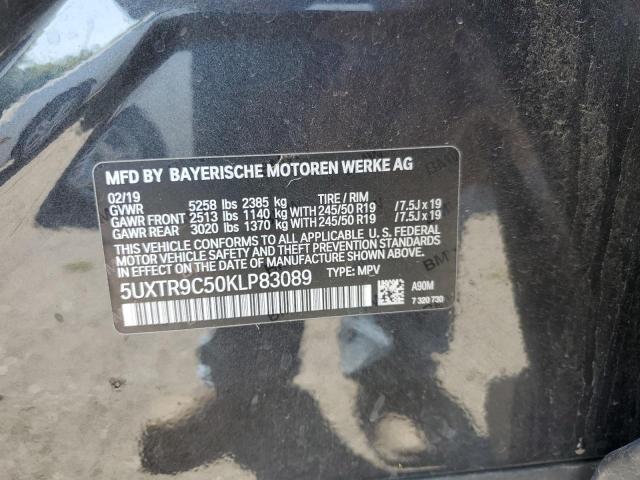 MFD BY BAYERISCHE MOTOREN WERKE AG
02/19 TIRE / RIM
GVWR 5258 lbs 2385 kg
GAWR FRONT 2513 lbs 1140 kg WITH 245/50 R19 /7.5J x 19
GAWR REAR 3020 lbs 1370 kg WITH 245/50 R19 /7.5J x 19
THIS VEHICLE CONFORMS TO ALL APPLICABLE U. S. FEDERAL
MOTOR VEHICLE SAFETY AND THEFT PREVENTION STANDARDS
IN EFFECT ON THE DATE OF MANUFACTURE SHOWN ABOVE.
5UXTR9C50KLP83089 TYPE: MPV
A90M
7 320 730